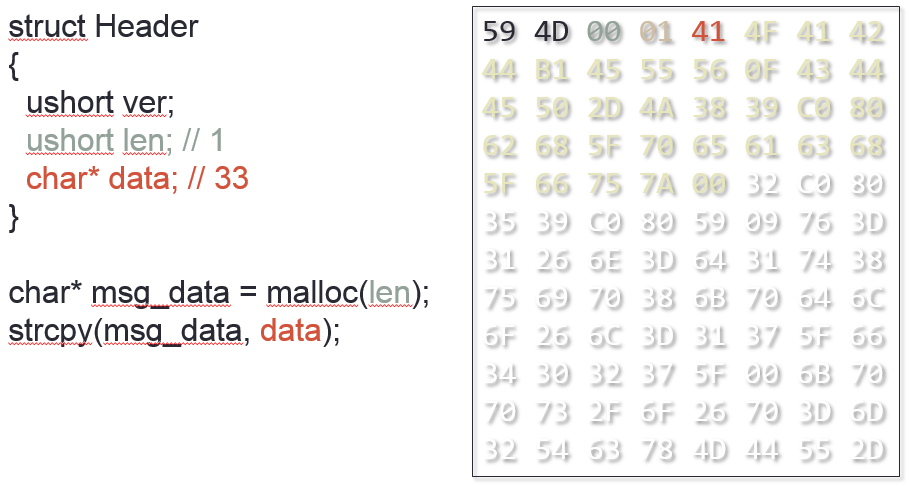 struct Header
{
ushort ver;
ushort len; // 1
char* data; // 33
}
char* msg_data = malloc(len);
strcpy(msg_data, data);
59 4D 00 01 41 4F 41 42
44 B1 45 55 56 0F 43 44
45 50 2D 4A 38 39 C0 80
62 68 5F 70 65 61 63 68
5F 66 75 7A 00 32 C0 80
35 39 C0 80 59 09 76 3D
31 26 6E 3D 64 31 74 38
75 69 70 38 6B 70 64 6C
6F 26 6C 3D 31 37 5F 66
34 30 32 37 5F 00 6B 70
70 73 2F 6F 26 70 3D 6D
32 54 63 78 4D 44 55 2D